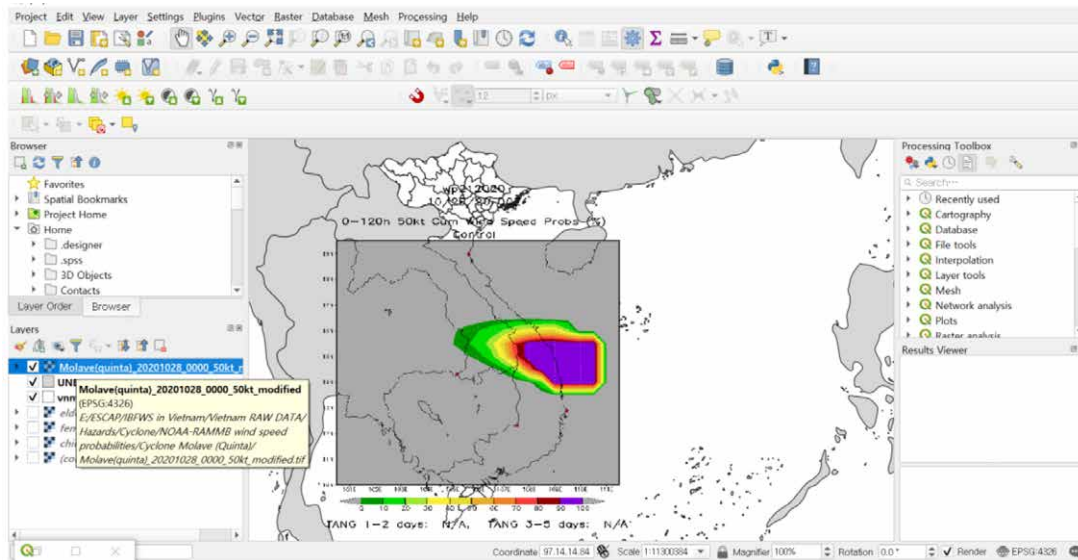 Project Edit View Layer Settings Plugins Vector Raster Database Mesh Processing Help
12 px
Browser
Favorites
Spatial Bookmarks
Project Home
Home
.designer
.spss
3D Objects
Contacts
Layer Order Browser
Layers
Molave(quinta)_20201028_0000_50kt_m
Molave(quinta)_20201028_0000_50kt_modified
(EPSG:4326)
E:/ESCAP/IBFWS in Vietnam/Vietnam RAW DATA/
Hazards/Cyclone/NOAA-RAMMB wind speed
probabilities/Cyclone Molave (Quinta)/
Molave(quinta)_20201028_0000_50kt_modified.tif
wp212020
0-120h 50kt Cum Wind Speed Probs (%)
Control
0 10 20 30 40 50 60 70 80 90 100
TANG 1-2 days: N/A, TANG 3-5 days: N/A
Processing Toolbox
Search…
Recently used
Cartography
Database
File tools
Interpolation
Layer tools
Mesh
Network analysis
Plots
Raster analysis
Results Viewer
Coordinate 97.14,14.84 Scale 1:11300384 Magnifier 100% Rotation 0.0 ° Render EPSG:4326